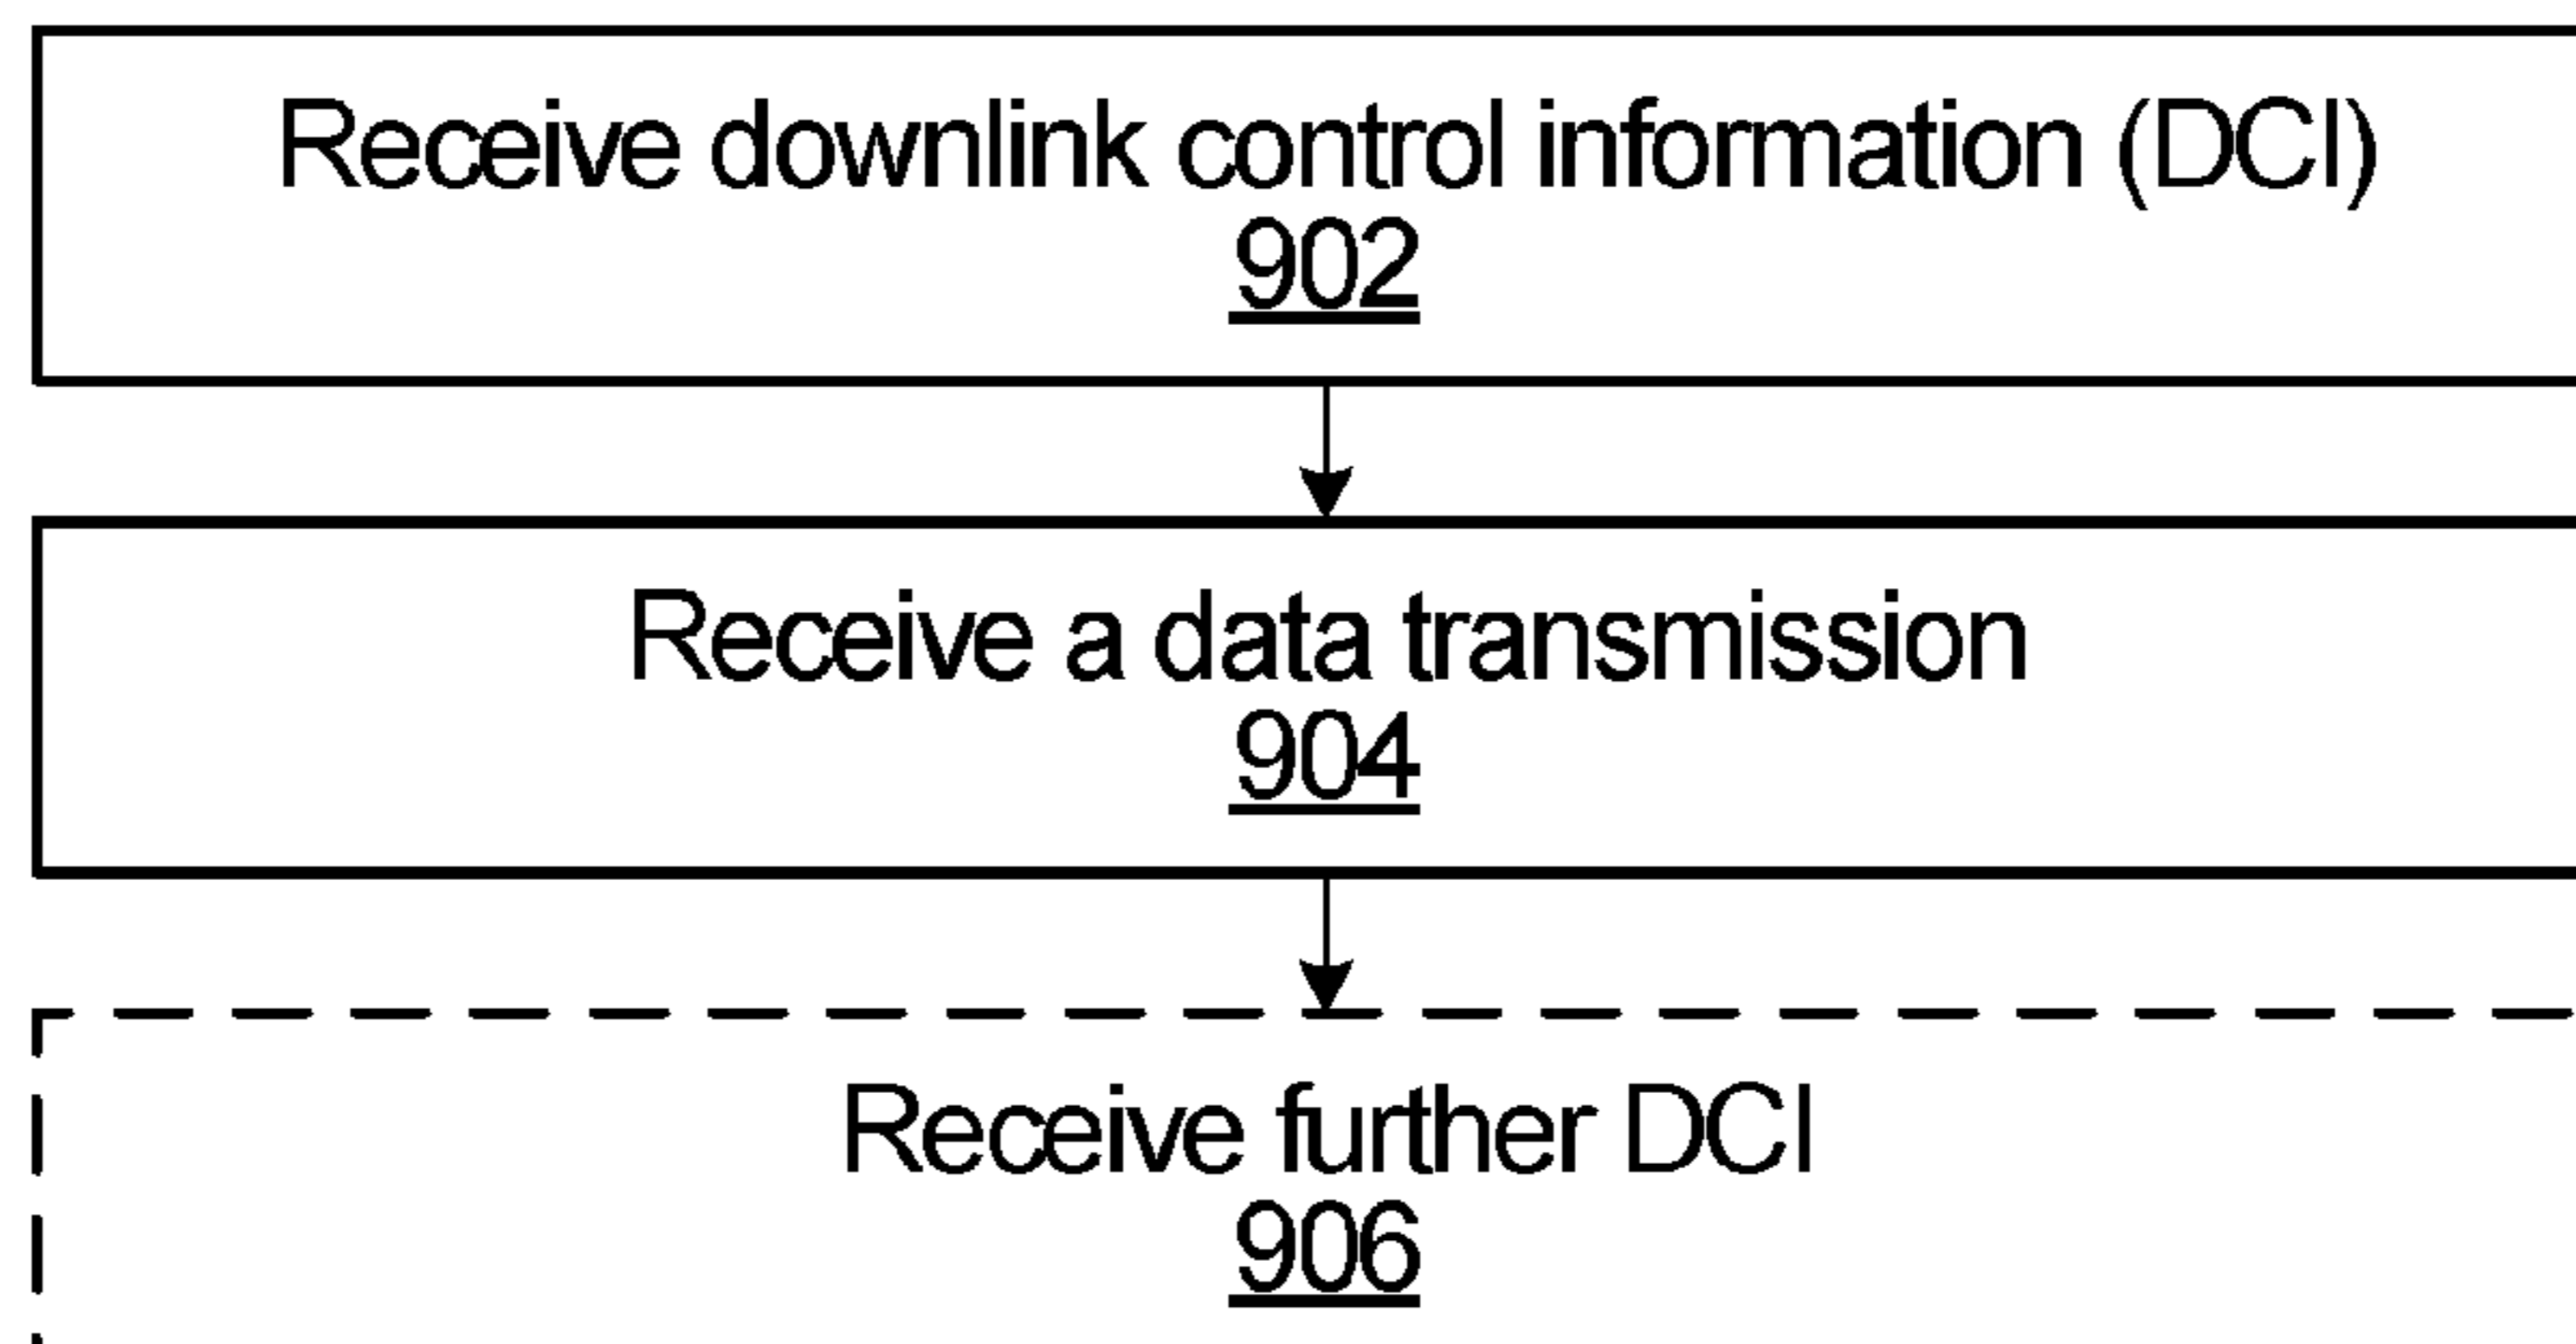 Receive downlink control information (DCI)
902
Receive a data transmission
904
Receive further DCI
906